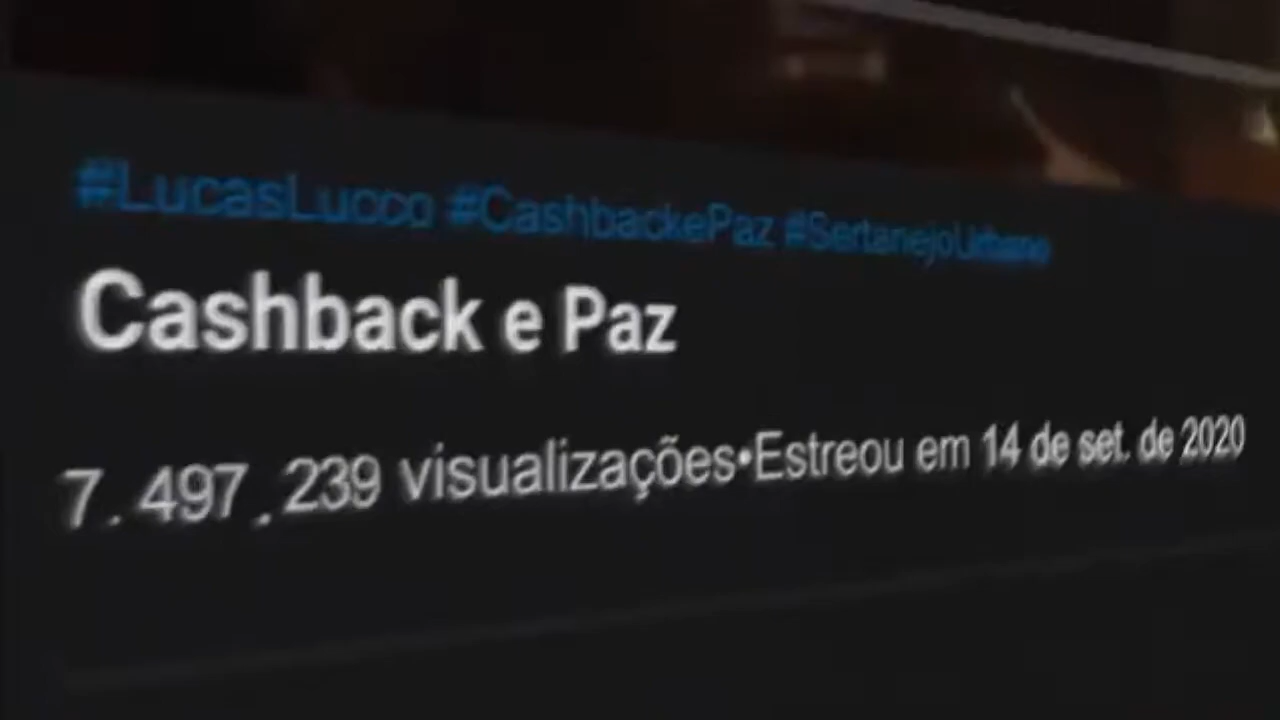 #LucasLucco #CashbackePaz #SertanejoUrbano
Cashback e Paz
7.497.239 visualizações•Estreou em 14 de set. de 2020